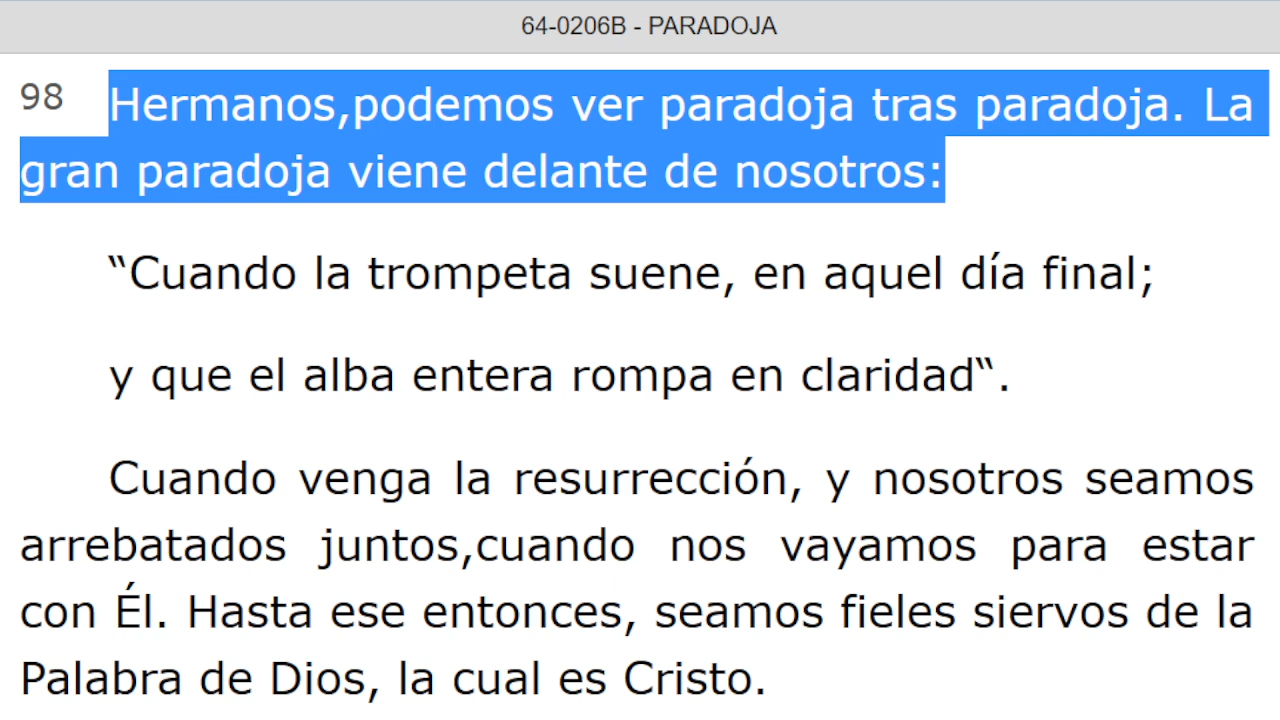 64-0206B - PARADOJA
98 Hermanos,podemos ver paradoja tras paradoja. La
gran paradoja viene delante de nosotros:
“Cuando la trompeta suene, en aquel día final;
y que el alba entera rompa en claridad“.
Cuando venga la resurrección, y nosotros seamos
arrebatados juntos,cuando nos vayamos para estar
con Él. Hasta ese entonces, seamos fieles siervos de la
Palabra de Dios, la cual es Cristo.